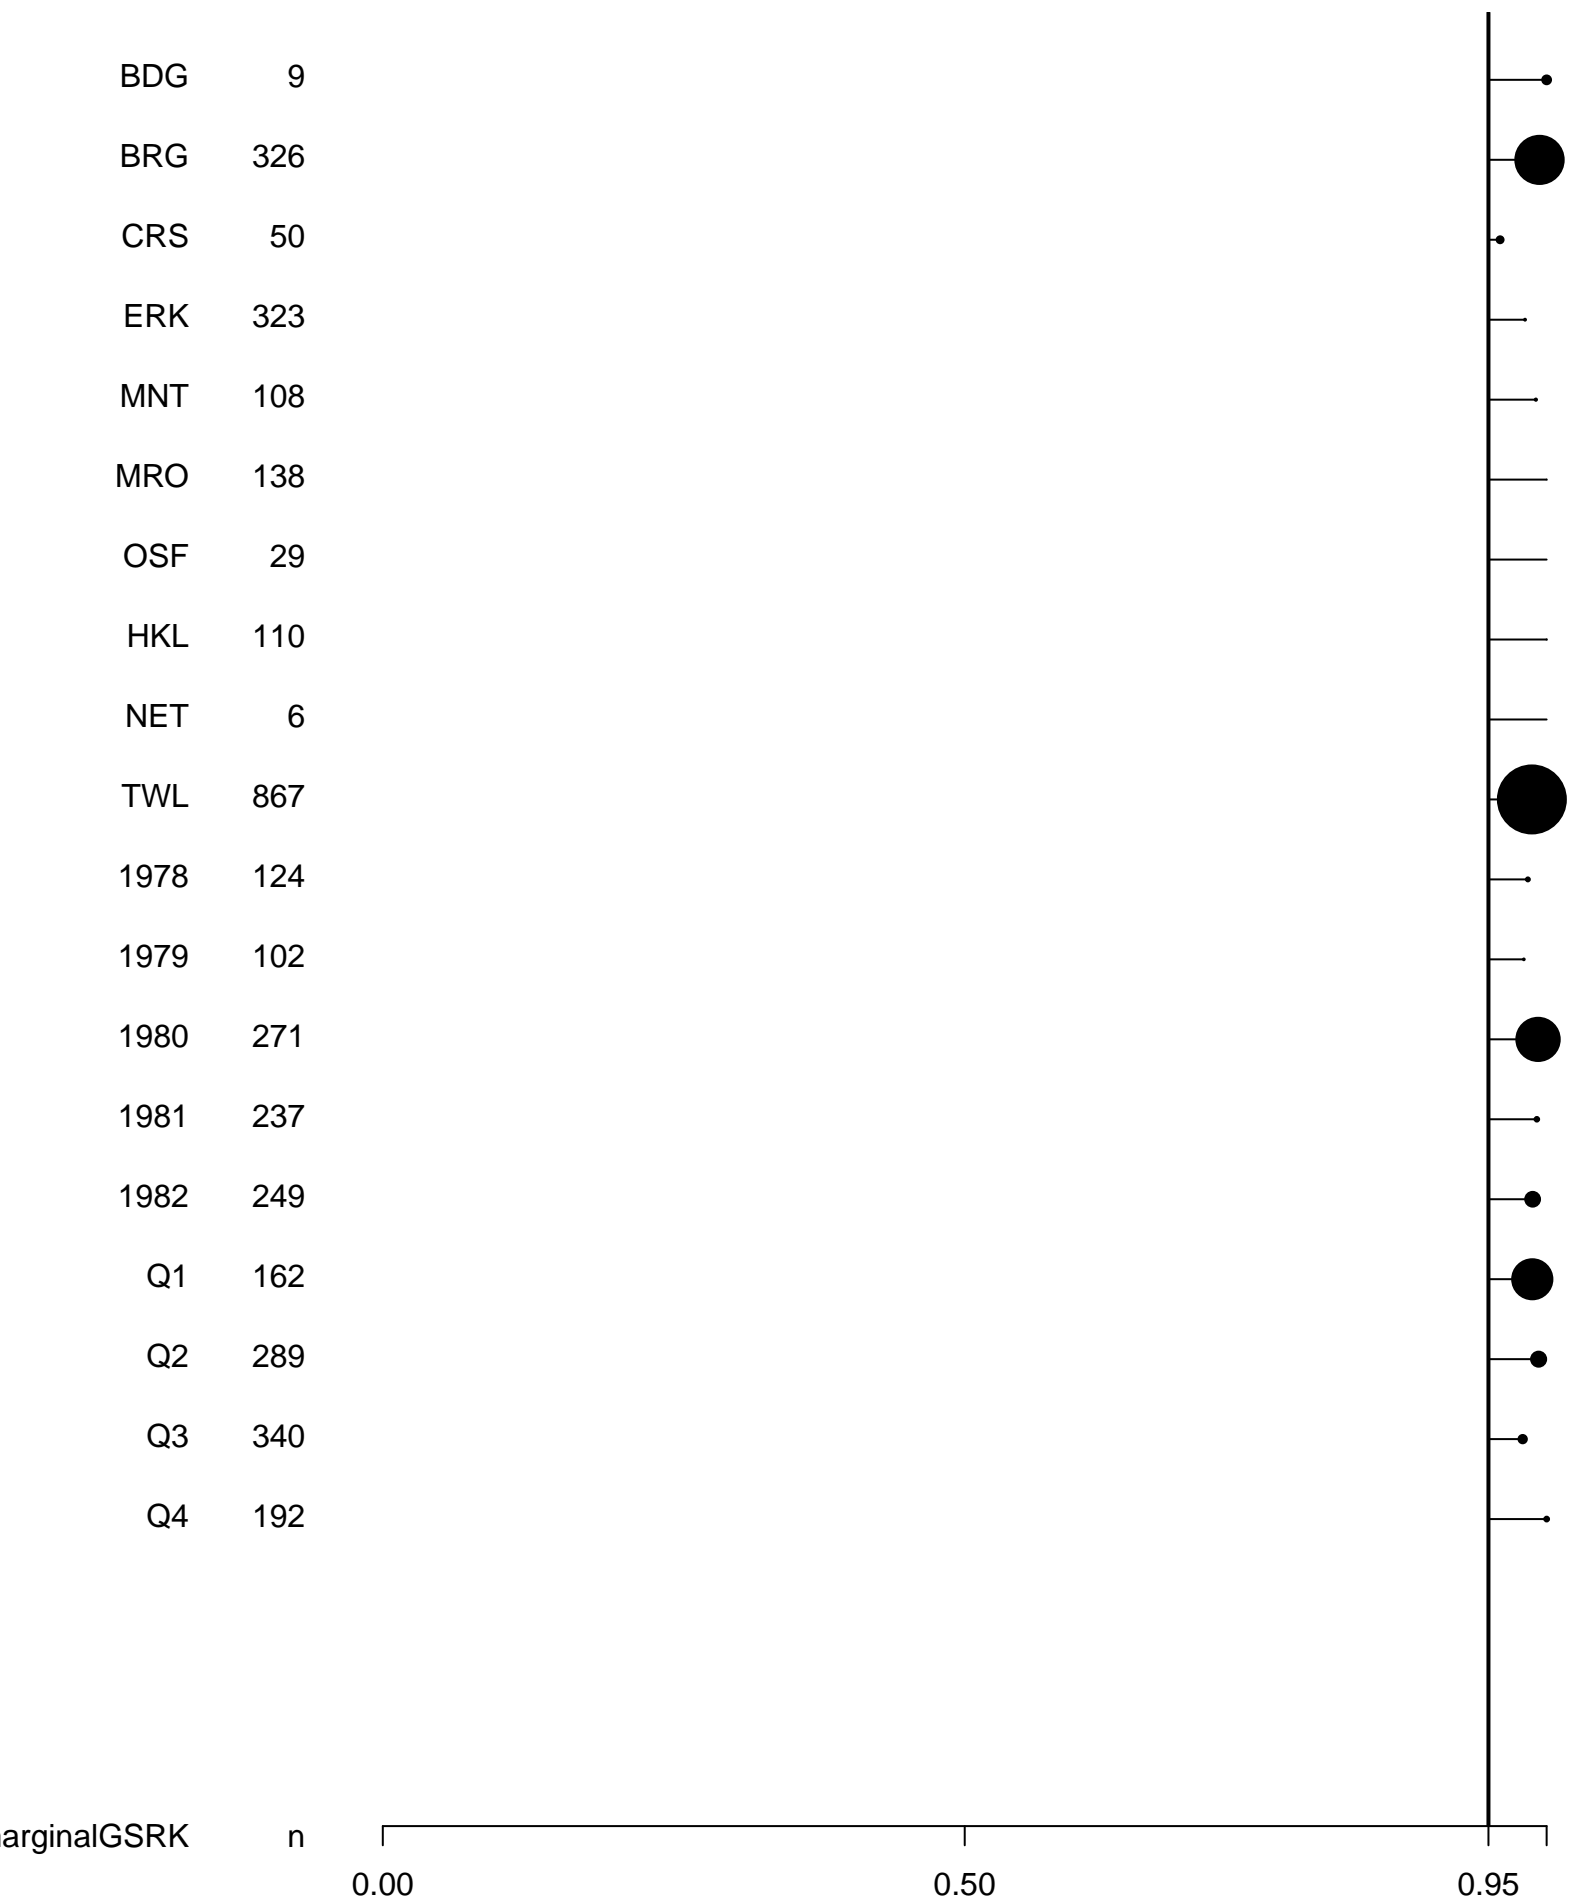 BDG 9
BRG 326
CRS 50
ERK 323
MNT 108
MRO 138
OSF 29
HKL 110
NET 6
TWL 867
1978 124
1979 102
1980 271
1981 237
1982 249
Q1 162
Q2 289
Q3 340
Q4 192
arginalGSRK n
0.00 0.50 0.95